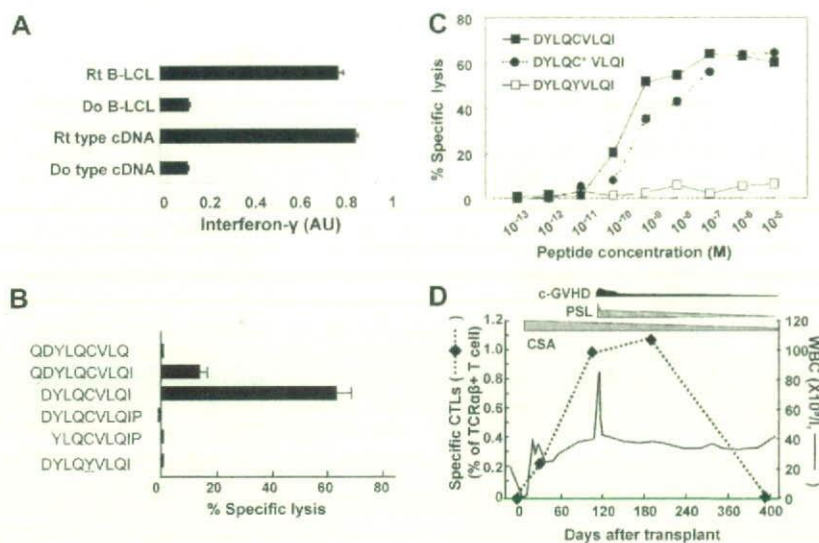 A
Rt B-LCL
Do B-LCL
Rt type cDNA
Do type cDNA
0 0.2 0.4 0.6 0.8 1
Interferon-γ (AU)
B
QDYLQCVLQ
QDYLQCVLQI
DYLQCVLQI
DYLQCVLQIP
YLQCVLQIP
DYLQYVLQI
0 20 40 60 80
% Specific lysis
C
80
60
40
20
0
% Specific lysis
DYLQCVLQI
DYLQC* VLQI
DYLQYVLQI
10-13 10-12 10-11 10-10 10-9 10-8 10-7 10-6 10-5
Peptide concentration (M)
D
c-GVHD
PSL
CSA
1.2
1.0
0.8
0.6
0.4
0.2
0
Specific CTLs ( )
(% of TCRαβ+ T cell)
120
100
80
60
40
20
0
WBC (X10⁹/l, )
0 60 120 180 240 340 400
Days after transplant